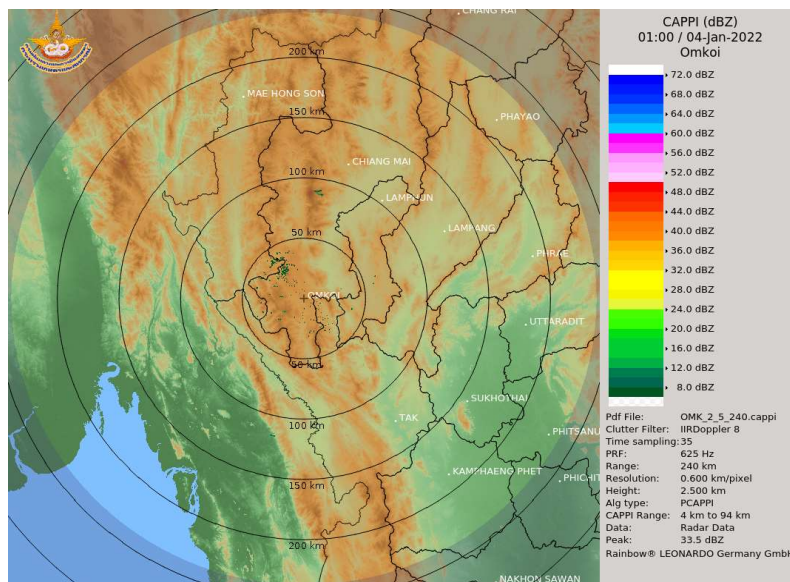 CHANG RAI
200 km
MAE HONG SON
150 km
PHAYAO
CHIANG MAI
100 km
LAMPHUN
LAMPANG
50 km
PHRAE
OMKOI
UTTARADIT
50 km
SUKHOTHAI
TAK
100 km
PHITSANU
KAMPHAENG PHET
PHICHIT
150 km
200 km
NAKHON SAWAN
CAPPI (dBZ)
01:00 / 04-Jan-2022
Omkoi
72.0 dBZ
68.0 dBZ
64.0 dBZ
60.0 dBZ
56.0 dBZ
52.0 dBZ
48.0 dBZ
44.0 dBZ
40.0 dBZ
36.0 dBZ
32.0 dBZ
28.0 dBZ
24.0 dBZ
20.0 dBZ
16.0 dBZ
12.0 dBZ
8.0 dBZ
Pdf File: OMK_2_5_240.cappi
Clutter Filter: IIRDoppler 8
Time sampling:35
PRF: 625 Hz
Range: 240 km
Resolution: 0.600 km/pixel
Height: 2.500 km
Alg type: PCAPPI
CAPPI Range: 4 km to 94 km
Data: Radar Data
Peak: 33.5 dBZ
Rainbow® LEONARDO Germany GmbH